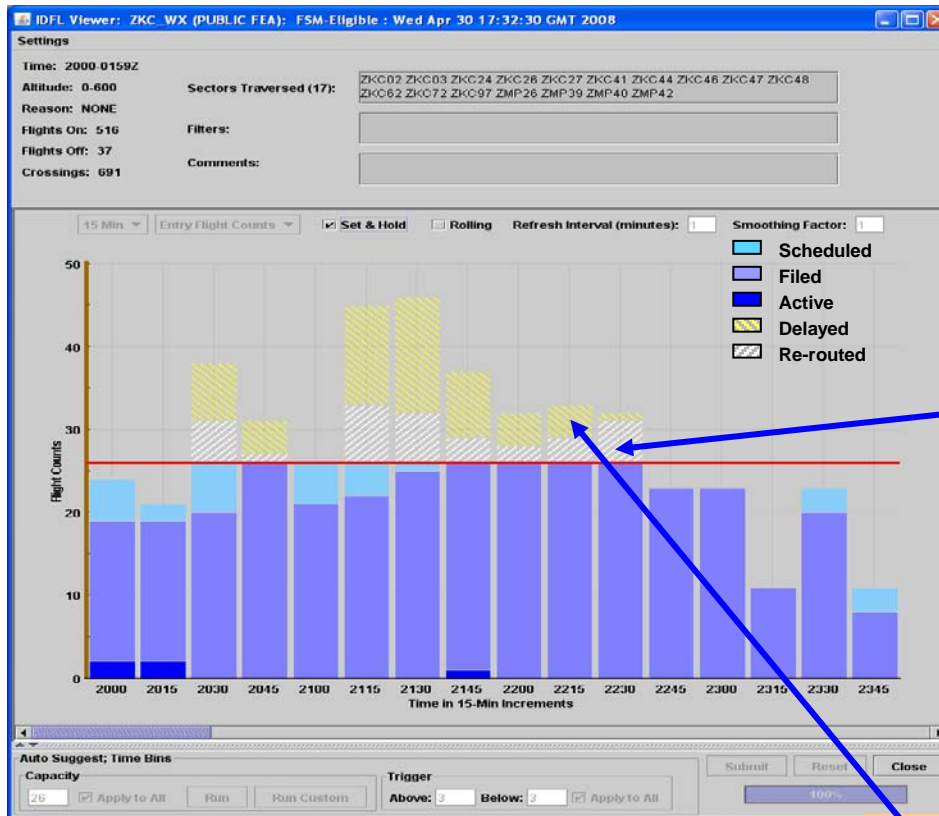 IDFL Viewer: ZKC_WX (PUBLIC FEA): FSM-Eligible : Wed Apr 30 17:32:30 GMT 2008
Settings
Time: 2000-0159Z
Altitude: 0-600
Reason: NONE
Flights On: 516
Flights Off: 37
Crossings: 691
Sectors Traversed (17):
ZKC02 ZKC03 ZKC24 ZKC26 ZKC27 ZKC41 ZKC44 ZKC46 ZKC47 ZKC48
ZKC62 ZKC72 ZKC97 ZMP26 ZMP39 ZMP40 ZMP42
Filters:
Comments:
15 Min Entry Flight Counts Set & Hold Rolling Refresh Interval (minutes): 1 Smoothing Factor: 1
Scheduled
Filed
Active
Delayed
Re-routed
50
40
30
20
10
0
Flight Counts
2000 2015 2030 2045 2100 2115 2130 2145 2200 2215 2230 2245 2300 2315 2330 2345
Time in 15-Min Increments
Auto Suggest; Time Bins
Capacity
26 Apply to All Run Run Custom
Trigger
Above: 3 Below: 3 Apply to All
Submit Reset Close
100%